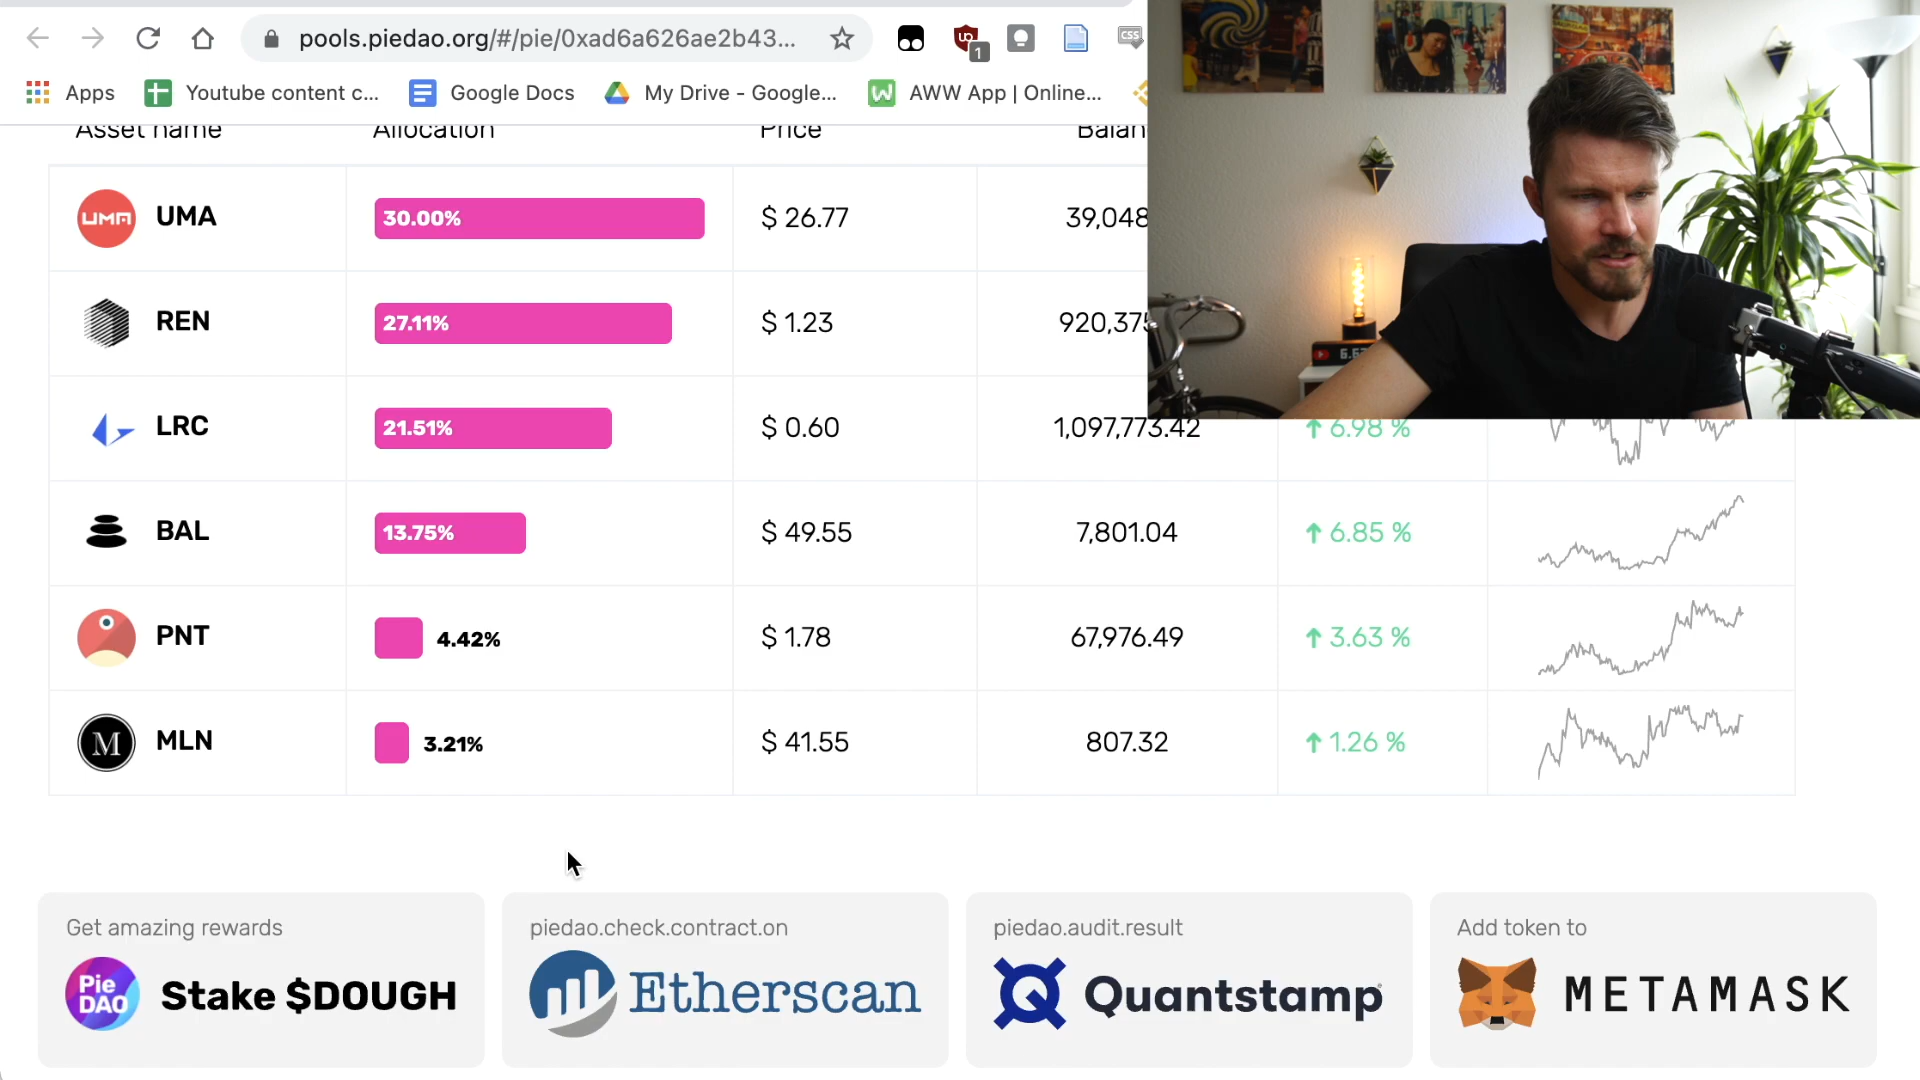 pools.piedao.org/#/pie/0xad6a626ae2b43...
1
CSS
Apps
Youtube content c...
Google Docs
My Drive - Google...
AWW App | Online...
Asset name
Allocation
Price
UMA
UMA
30.00%
$ 26.77
39,048
REN
27.11%
$ 1.23
LRC
21.51%
$ 0.60
1,097,773.42
↑ 6.98 %
BAL
13.75%
$ 49.55
7,801.04
↑ 6.85 %
PNT
4.42%
$ 1.78
67,976.49
↑ 3.63 %
M
MLN
3.21%
$ 41.55
807.32
↑ 1.26 %
Get amazing rewards
Pie
DAO
Stake $DOUGH
piedao.check.contract.on
Etherscan
piedao.audit.result
Quantstamp
Add token to
METAMASK